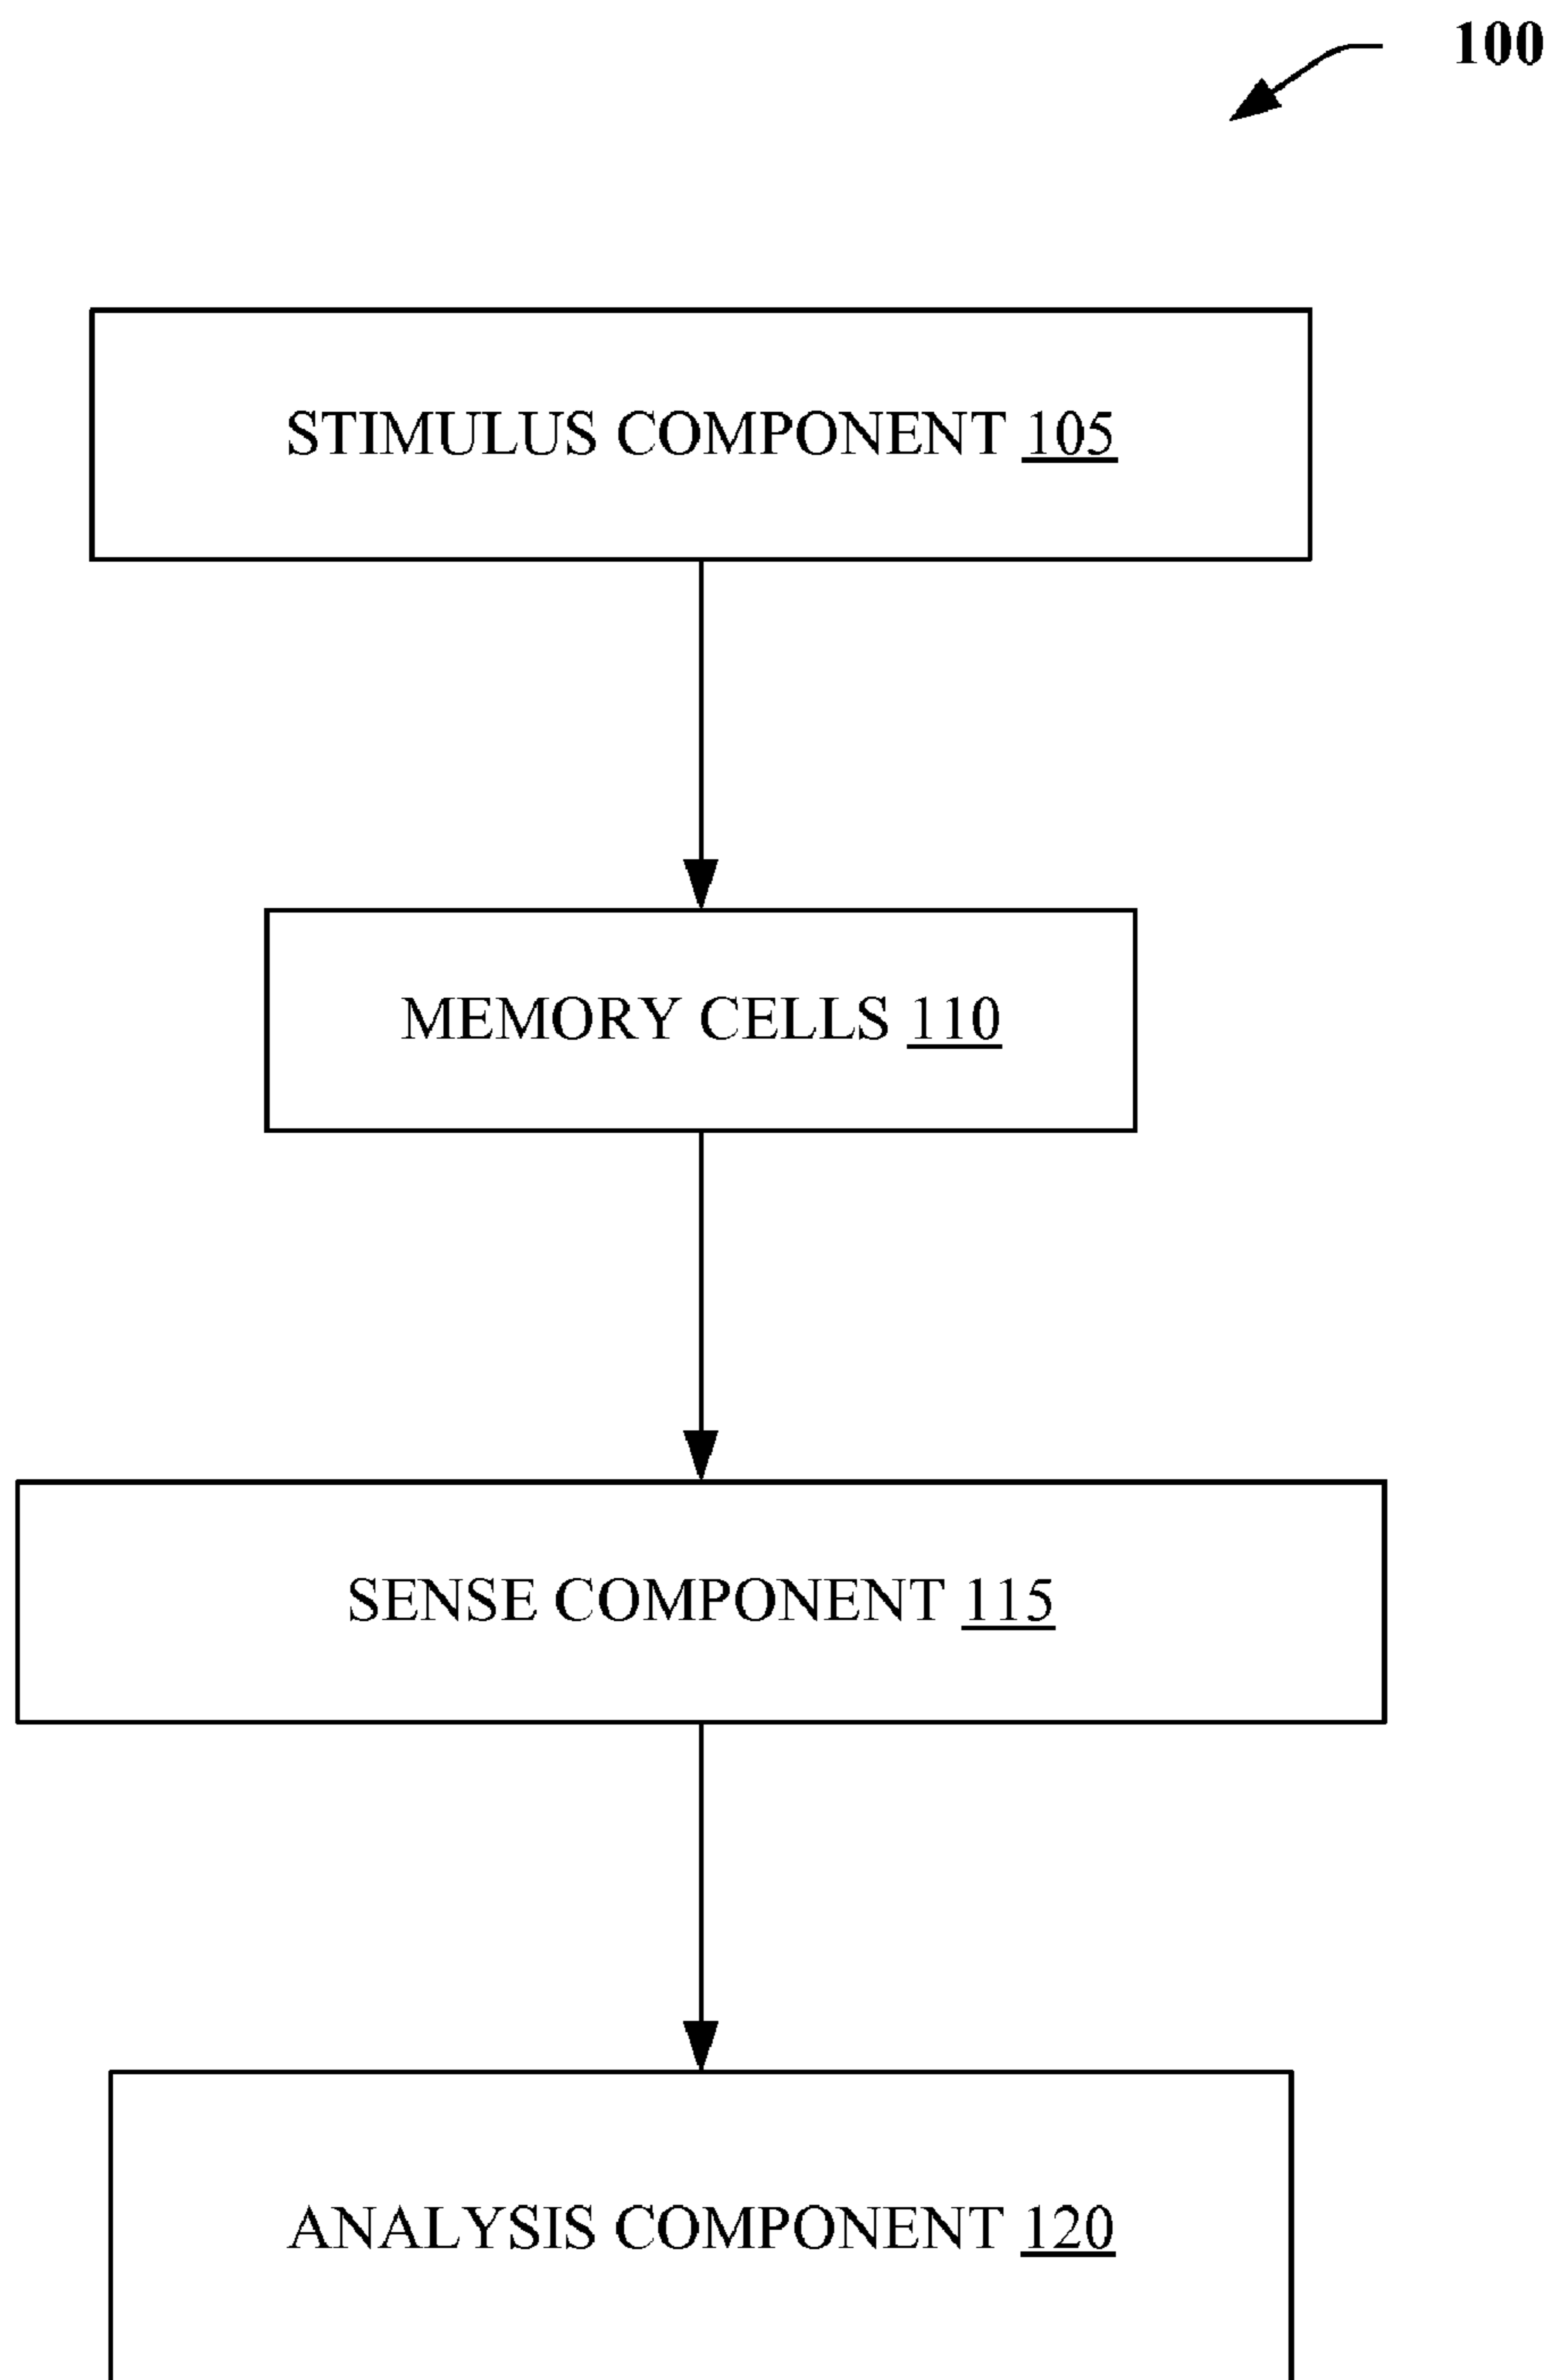 100
STIMULUS COMPONENT 105
MEMORY CELLS 110
SENSE COMPONENT 115
ANALYSIS COMPONENT 120